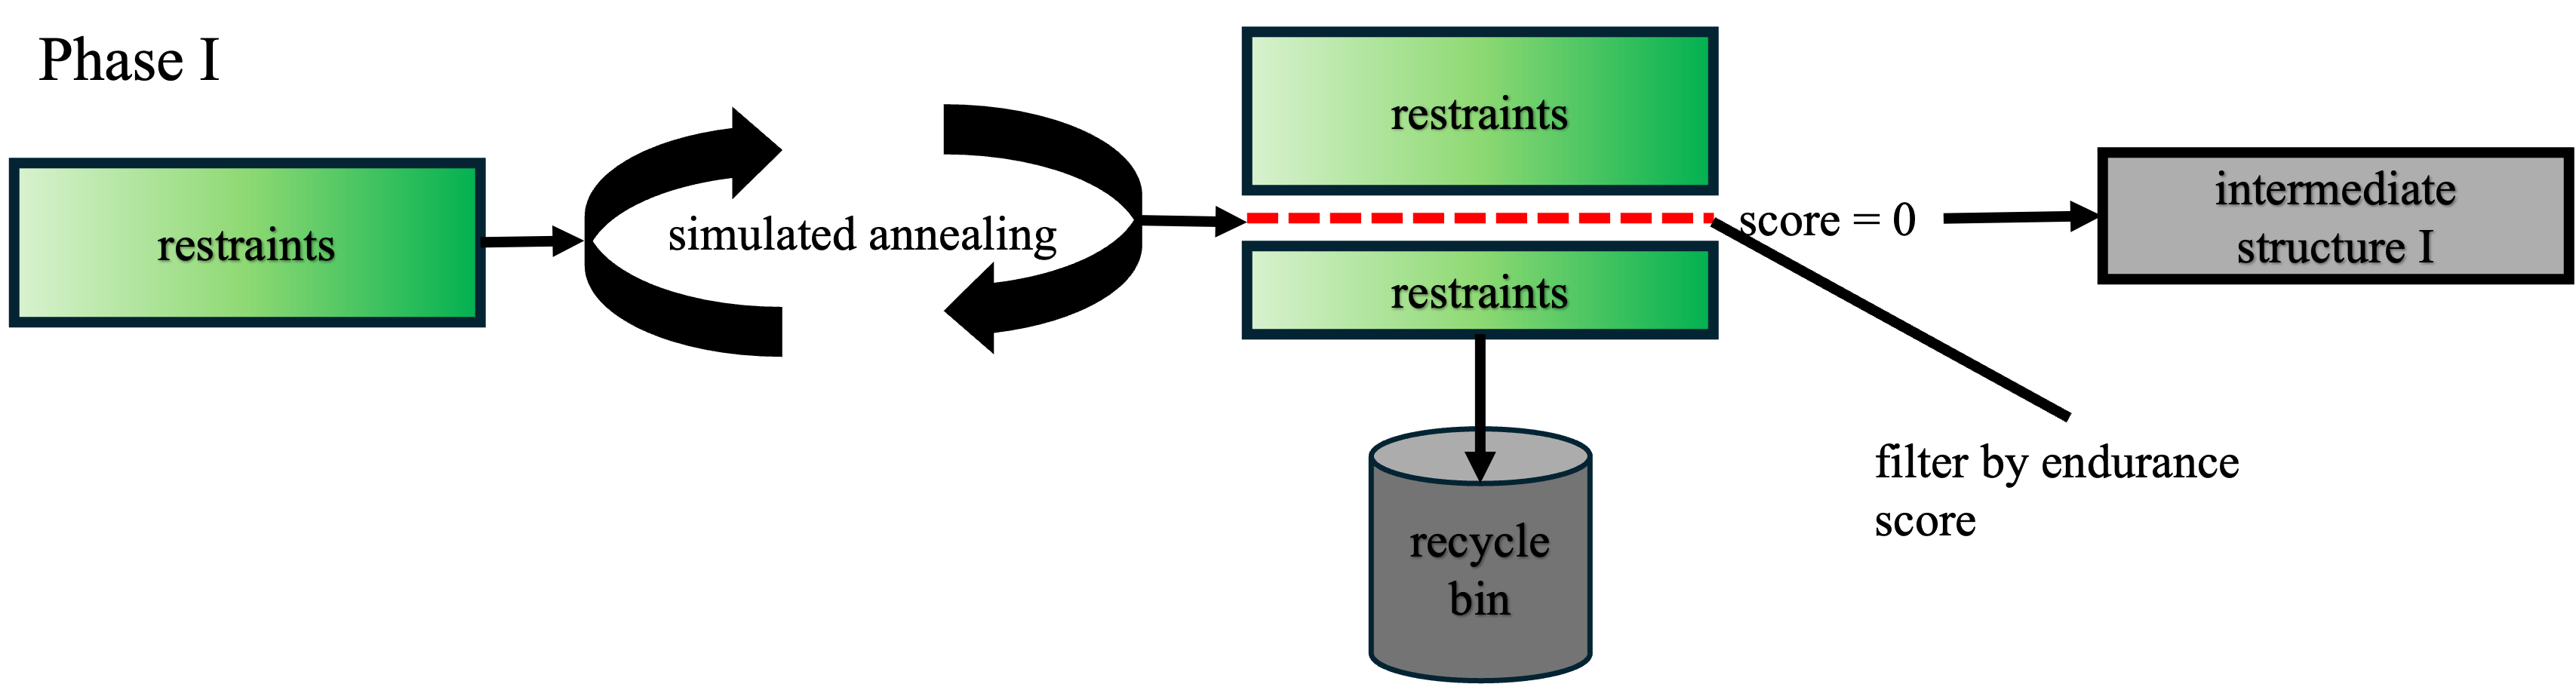 Phase I
restraints
simulated annealing
restraints
score = 0
restraints
intermediate
structure I
filter by endurance
score
recycle
bin